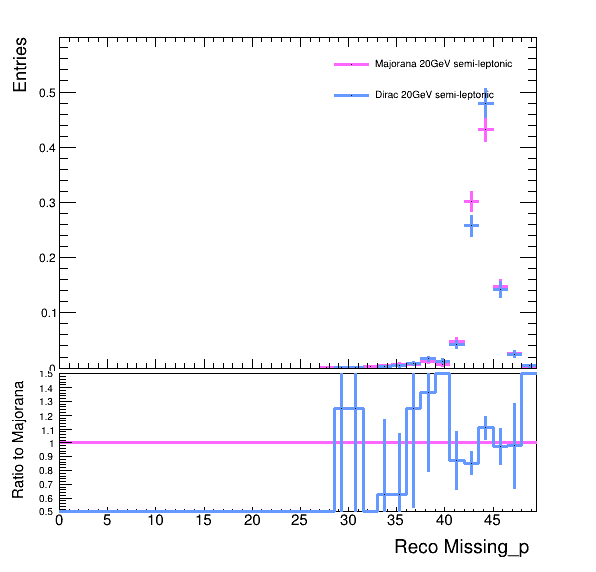 Entries
Majorana 20GeV semi-leptonic
Dirac 20GeV semi-leptonic
0.5
0.4
0.3
0.2
0.1
0
Ratio to Majorana
1.5
1.4
1.3
1.2
1.1
1
0.9
0.8
0.7
0.6
0.5
0 5 10 15 20 25 30 35 40 45
Reco Missing_p